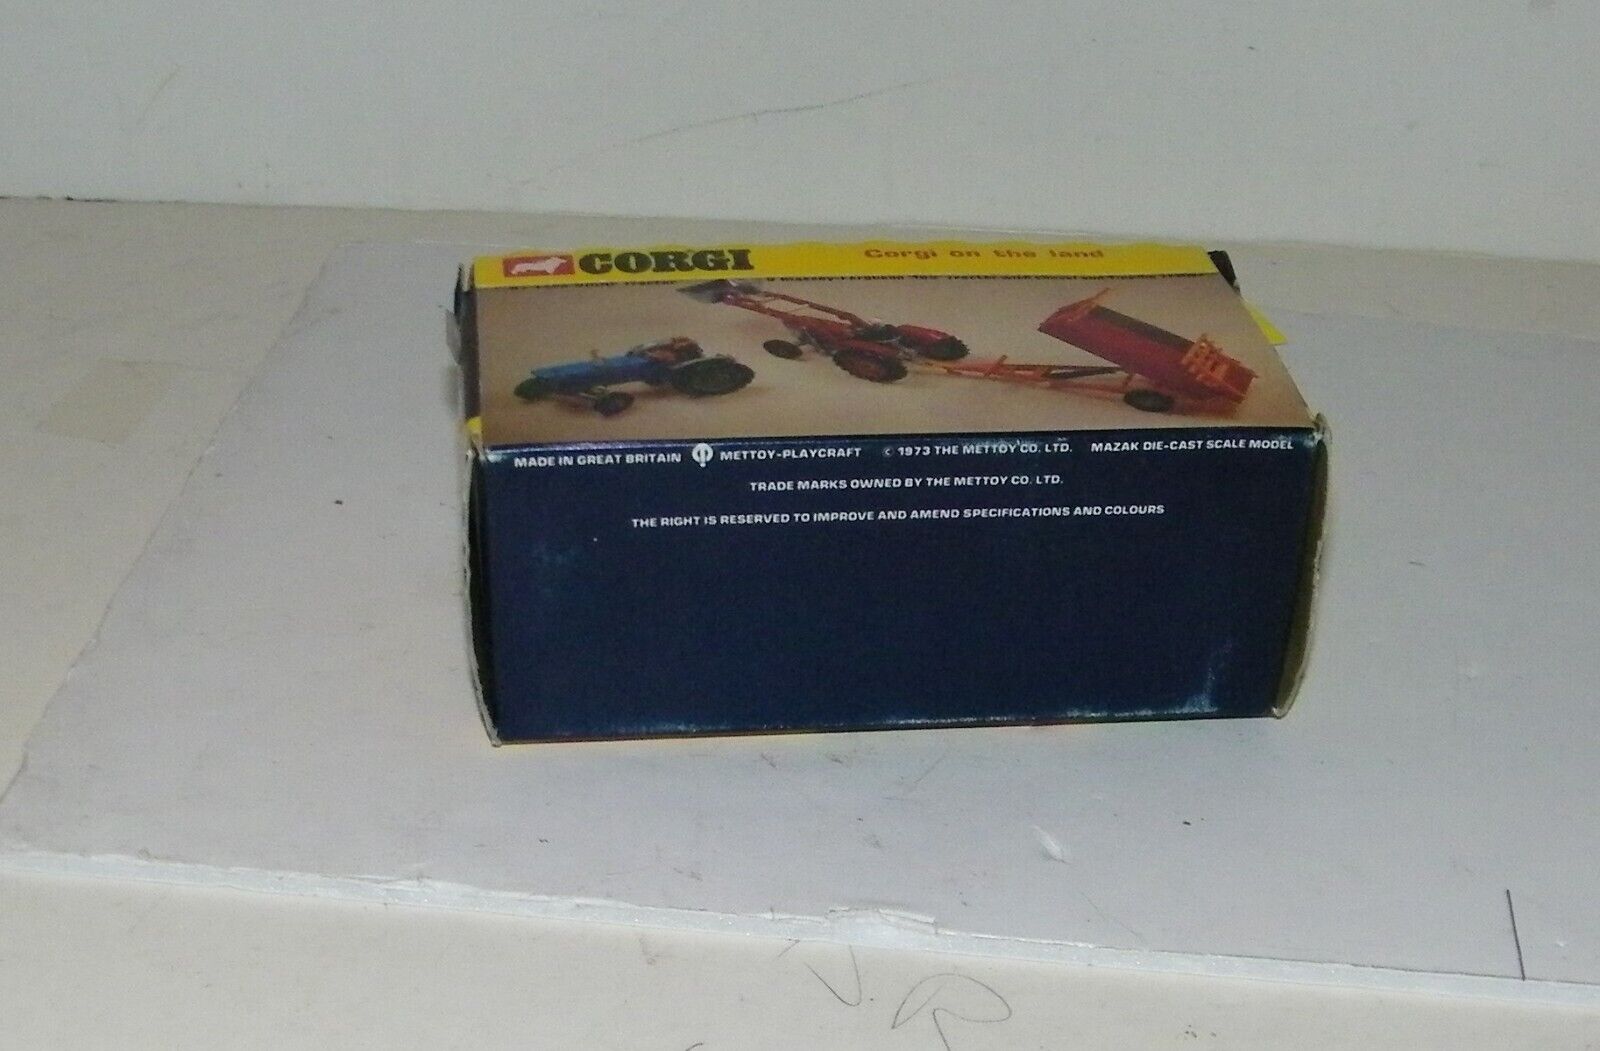 CORGI Corgi on the land
MADE IN GREAT BRITAIN METTOY-PLAYCRAFT © 1973 THE METTOY CO. LTD. MAZAK DIE-CAST SCALE MODEL
TRADE MARKS OWNED BY THE METTOY CO. LTD.
THE RIGHT IS RESERVED TO IMPROVE AND AMEND SPECIFICATIONS AND COLOURS